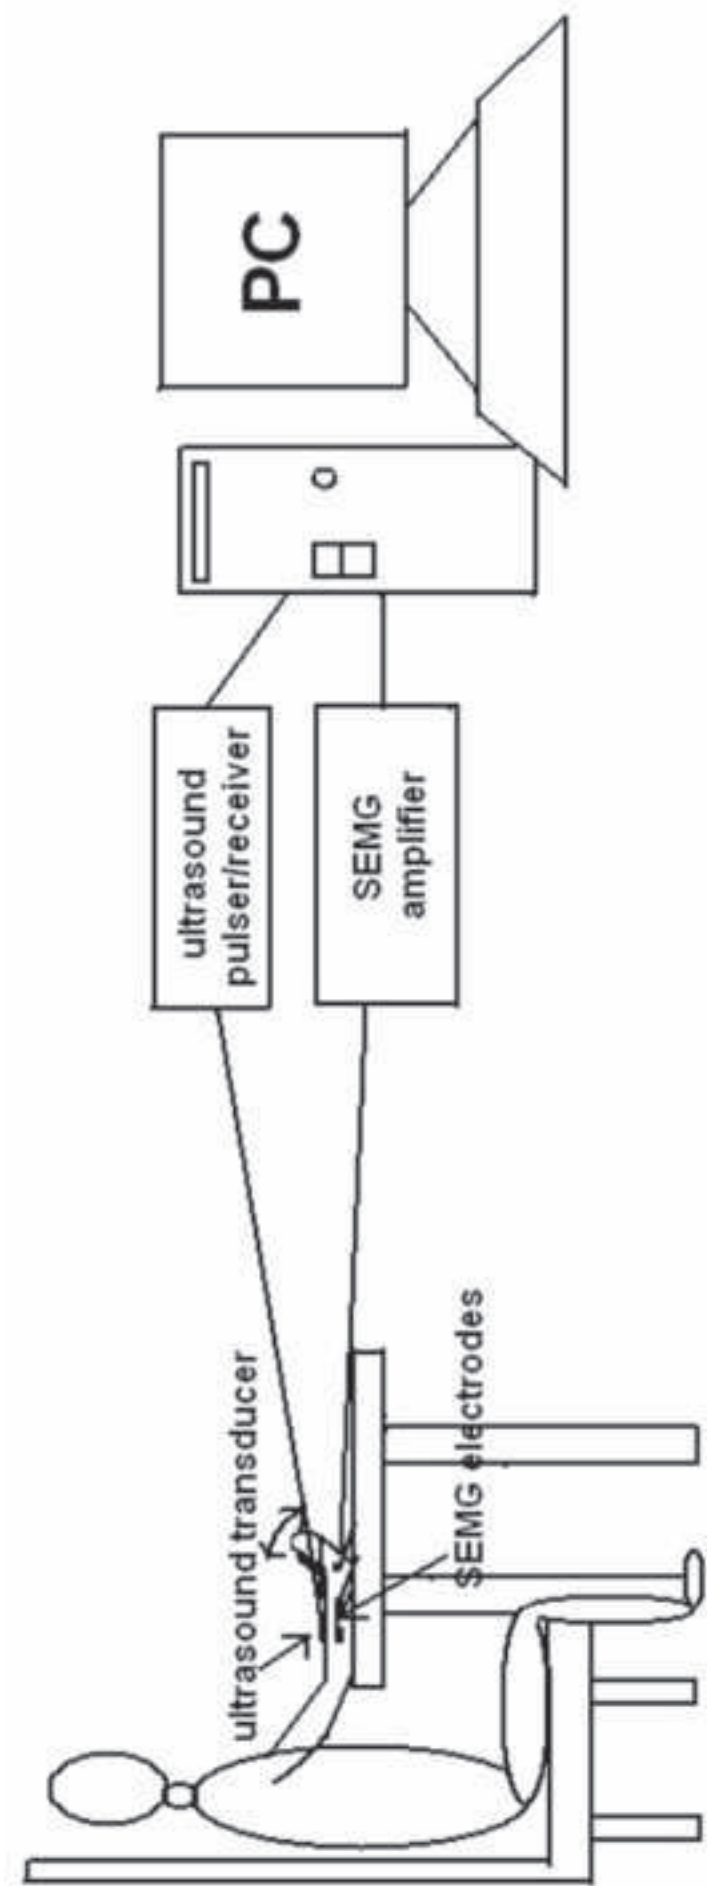 PC
ultrasound
pulser/receiver
SEMG
amplifier
ultrasound transducer
SEMG electrodes